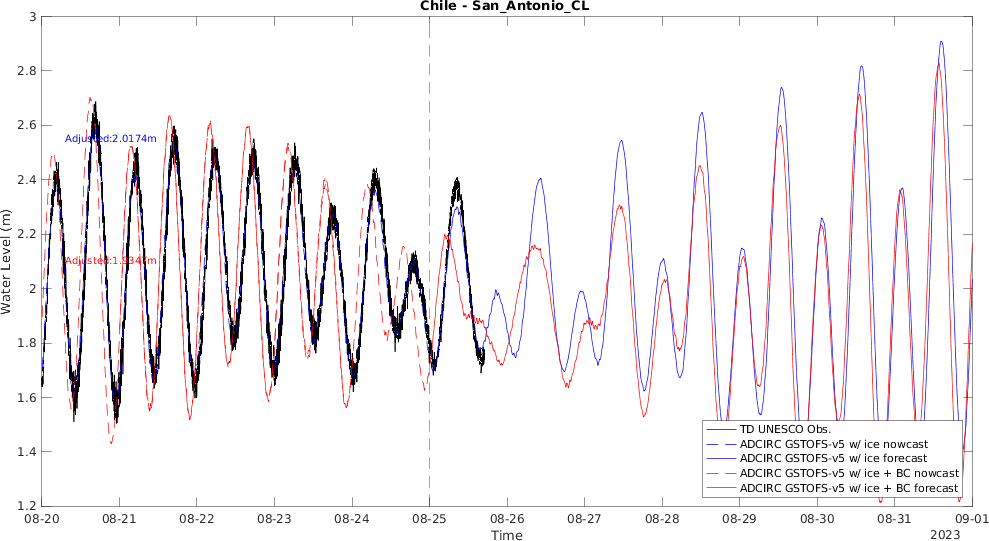 Chile - San_Antonio_CL
3
2.8
2.6
2.4
2.2
2
1.8
1.6
1.4
1.2
Water Level (m)
Adjusted:2.0174m
Adjusted:1.9347m
TD UNESCO Obs.
ADCIRC GSTOFS-v5 w/ ice nowcast
ADCIRC GSTOFS-v5 w/ ice forecast
ADCIRC GSTOFS-v5 w/ ice + BC nowcast
ADCIRC GSTOFS-v5 w/ ice + BC forecast
08-20 08-21 08-22 08-23 08-24 08-25 08-26 08-27 08-28 08-29 08-30 08-31 09-01
Time
2023